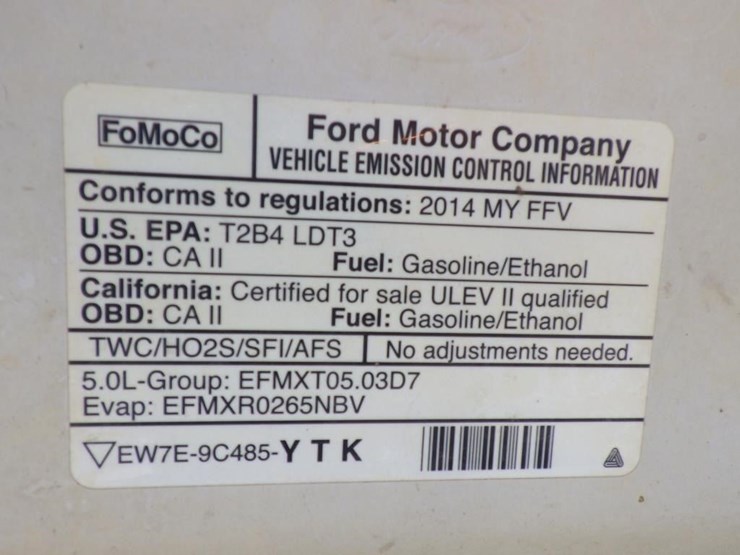 FoMoCo
Ford Motor Company
VEHICLE EMISSION CONTROL INFORMATION
Conforms to regulations: 2014 MY FFV
U.S. EPA: T2B4 LDT3
OBD: CA II Fuel: Gasoline/Ethanol
California: Certified for sale ULEV II qualified
OBD: CA II Fuel: Gasoline/Ethanol
TWC/HO2S/SFI/AFS No adjustments needed.
5.0L-Group: EFMXT05.03D7
Evap: EFMXR0265NBV
EW7E-9C485-Y T K